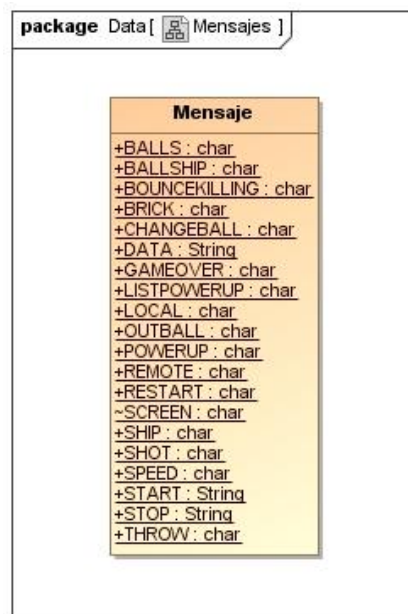 package Data [ Mensajes ]
Mensaje
+BALLS : char
+BALLSHIP : char
+BOUNCEKILLING : char
+BRICK : char
+CHANGEBALL : char
+DATA : String
+GAMEOVER : char
+LISTPOWERUP : char
+LOCAL : char
+OUTBALL : char
+POWERUP : char
+REMOTE : char
+RESTART : char
~SCREEN : char
+SHIP : char
+SHOT : char
+SPEED : char
+START : String
+STOP : String
+THROW : char